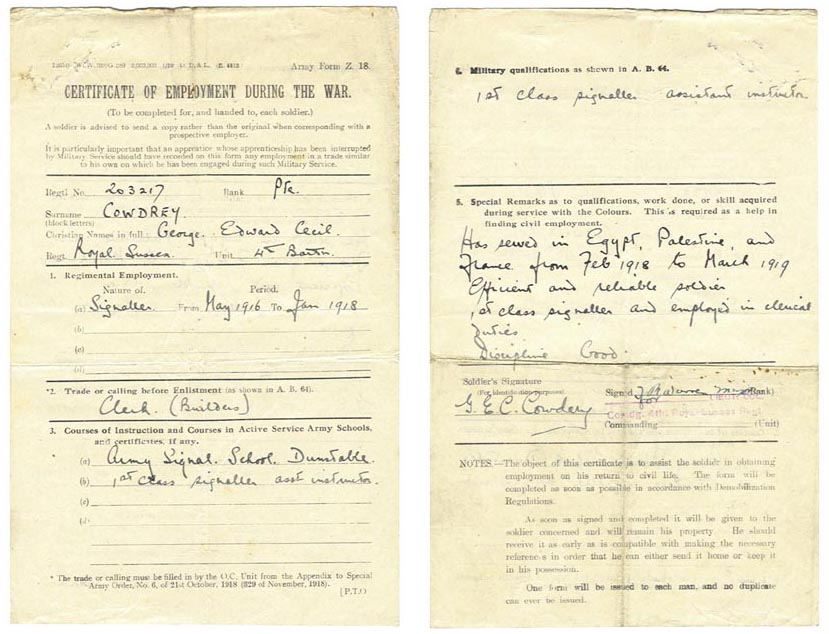 Army Form Z. 18.
CERTIFICATE OF EMPLOYMENT DURING THE WAR.
(To be completed for, and handed to, each soldier.)
A soldier is advised to send a copy rather than the original when corresponding with a
prospective employer.
It is particularly important that an apprentice whose apprenticeship has been interrupted
by Military Service should have recorded on this form any employment in a trade similar
to his own on which he has been engaged during such Military Service.
Regtl No. 203217 Rank Pte.
Surname COWDREY.
(block letters)
Christian Names in full George. Edward Cecil.
Regt. Royal Sussex Unit 4th Battn.
1. Regimental Employment.
Nature of. Period.
(a) Signaller From May 1916 To Jan 1918
(b)
(c)
(d)
*2. Trade or calling before Enlistment (as shown in A. B. 64).
Clerk. (Builders)
3. Courses of Instruction and Courses in Active Service Army Schools,
and certificates, if any.
(a) Army Signal. School. Dunstable.
(b) 1st Class signaller asst instructor.
(c)
(d)
* The trade or calling must be filled in by the O.C. Unit from the Appendix to Special
Army Order, No. 6, of 21st October, 1918 (329 of November, 1918).
[P.T.O
6. Military qualifications as shown in A. B. 64.
1st class signaller assistant instructor.
5. Special Remarks as to qualifications, work done, or skill acquired
during service with the Colours. This is required as a help in
finding civil employment.
Has served in Egypt, Palestine, and
France from Feb 1918 to March 1919
Efficient and reliable soldier
1st class signaller and employed in clerical
duties
Discipline Good.
Soldier's Signature
(For identification purposes). Signed Major (Rank)
G. E. C. Cowdery for
Comdg. 4th Royal Sussex Regt
Commanding (Unit)
NOTES.—The object of this certificate is to assist the soldier in obtaining
employment on his return to civil life. The form will be
completed as soon as possible in accordance with Demobilization
Regulations.
As soon as signed and completed it will be given to the
soldier concerned and will remain his property. He should
receive it as early as is compatible with making the necessary
references in order that he can either send it home or keep it
in his possession.
One form will be issued to each man, and no duplicate
can ever be issued.